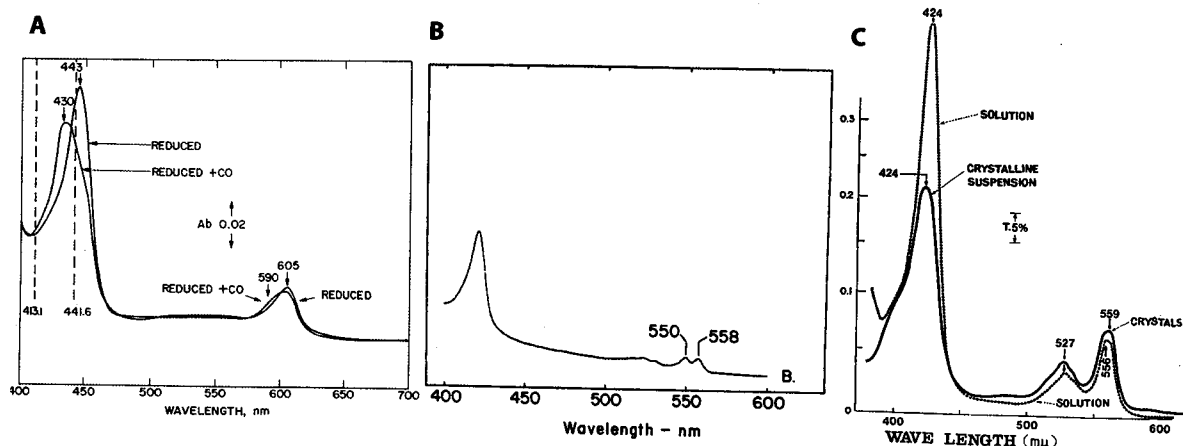 A
443
430
REDUCED
REDUCED +CO
Ab 0.02
590
605
REDUCED +CO
REDUCED
413.1
441.6
400
450
500
550
600
700
WAVELENGTH, nm
B
550
558
B.
400
450
500
550
600
Wavelength – nm
C
424
0.3
SOLUTION
424
CRYSTALLINE
SUSPENSION
0.2
T.5%
0.1
559
527
CRYSTALS
556
SOLUTION
0
400
500
600
WAVE LENGTH (mμ)